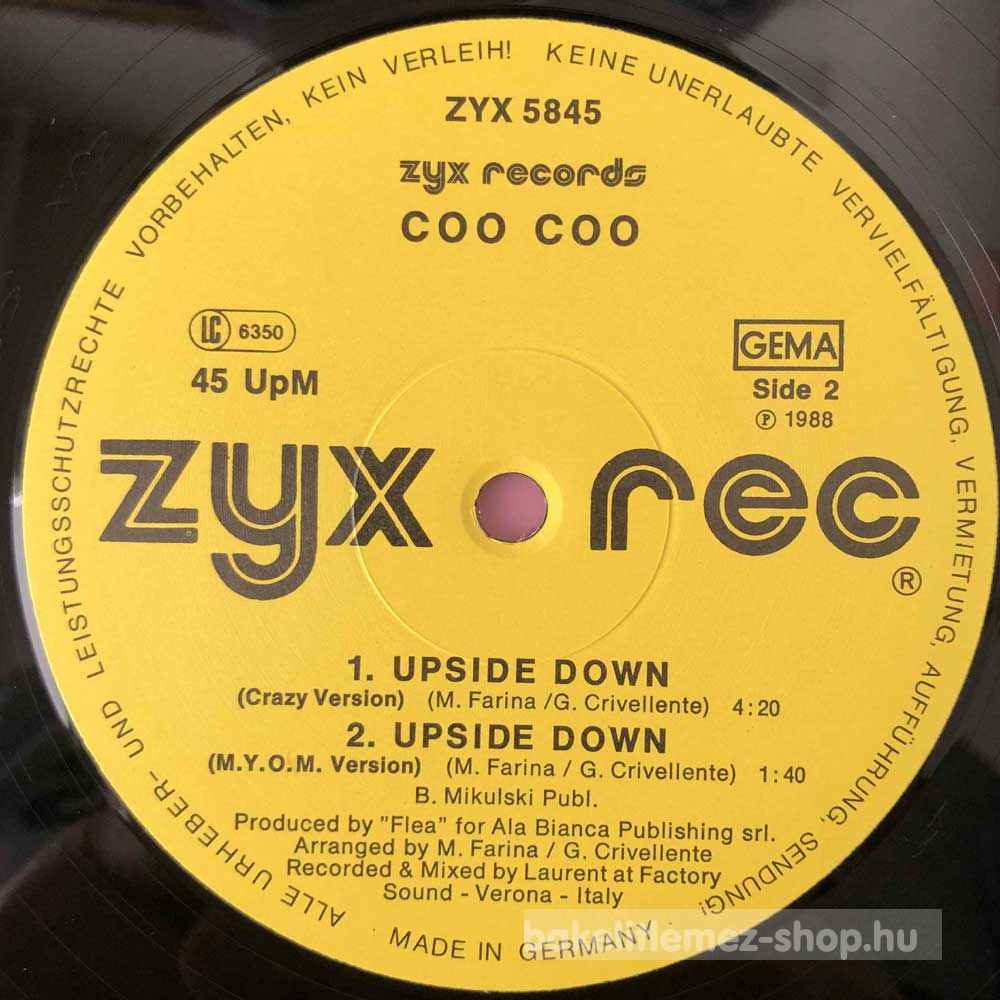 ALLE URHEBER- UND LEISTUNGSSCHUTZRECHTE VORBEHALTEN, KEIN VERLEIH! KEINE UNERLAUBTE VERVIELFÄLTIGUNG, VERMIETUNG, AUFFÜHRUNG, SENDUNG!
ZYX 5845
zyx records
COO COO
LC 6350
GEMA
45 UpM
Side 2
Ⓟ 1988
zyx rec
®
1. UPSIDE DOWN
(Crazy Version) (M. Farina /G. Crivellente) 4:20
2. UPSIDE DOWN
(M.Y.O.M. Version) (M. Farina / G. Crivellente) 1:40
B. Mikulski Publ.
Produced by "Flea" for Ala Bianca Publishing srl.
Arranged by M. Farina / G. Crivellente
Recorded & Mixed by Laurent at Factory
Sound - Verona - Italy
MADE IN GERMANY
bakelitlemez-shop.hu